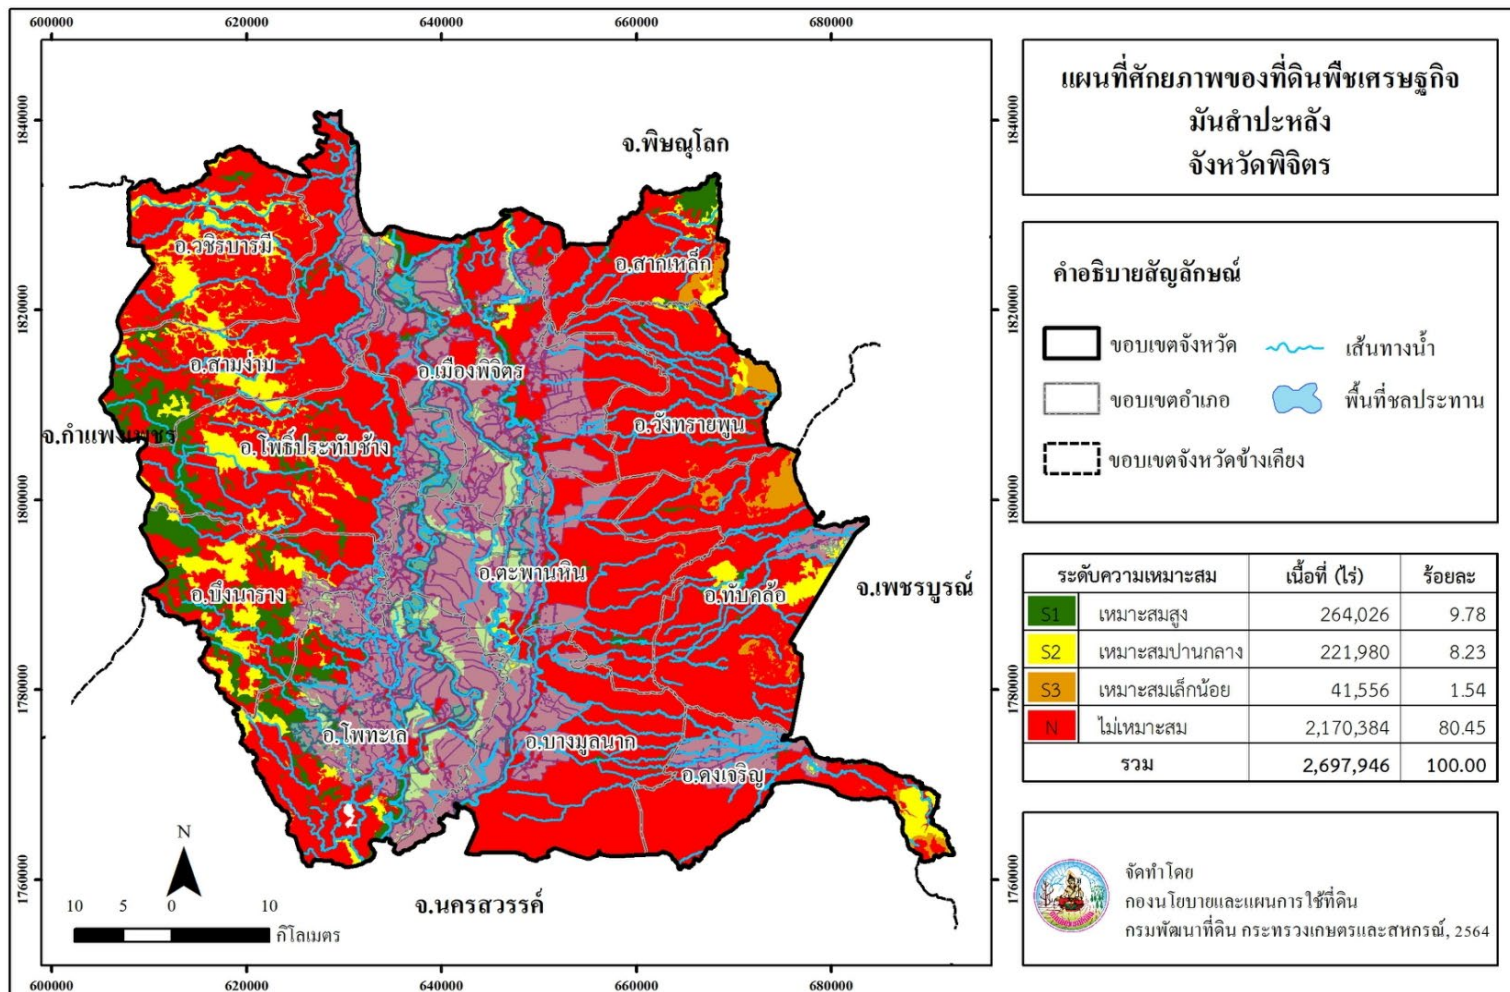 600000 620000 640000 660000 680000
แผนที่ศักยภาพของที่ดินพืชเศรษฐกิจ
มันสำปะหลัง
จังหวัดพิจิตร
1840000 1840000
จ.พิษณุโลก
อ.วชิรบารมี
อ.สากเหล็ก
คำอธิบายสัญลักษณ์
1820000 1820000
ขอบเขตจังหวัด เส้นทางน้ำ
อ.สามง่าม
อ.เมืองพิจิตร
ขอบเขตอำเภอ พื้นที่ชลประทาน
อ.วังทรายพูน
จ.กำแพงเพชร
อ.โพธิ์ประทับช้าง
ขอบเขตจังหวัดข้างเคียง
1800000 1800000
อ.ตะพานหิน
จ.เพชรบูรณ์
อ.บึงนาราง
อ.ทับคล้อ
ระดับความเหมาะสม เนื้อที่ (ไร่) ร้อยละ
S1 เหมาะสมสูง 264,026 9.78
S2 เหมาะสมปานกลาง 221,980 8.23
S3 เหมาะสมเล็กน้อย 41,556 1.54
N ไม่เหมาะสม 2,170,384 80.45
รวม 2,697,946 100.00
1780000 1780000
อ.โพทะเล
อ.บางมูลนาก
อ.ดงเจริญ
N
1760000 1760000
จ.นครสวรรค์
10 5 0 10
กิโลเมตร
จัดทำโดย
กองนโยบายและแผนการใช้ที่ดิน
กรมพัฒนาที่ดิน กระทรวงเกษตรและสหกรณ์, 2564
600000 620000 640000 660000 680000